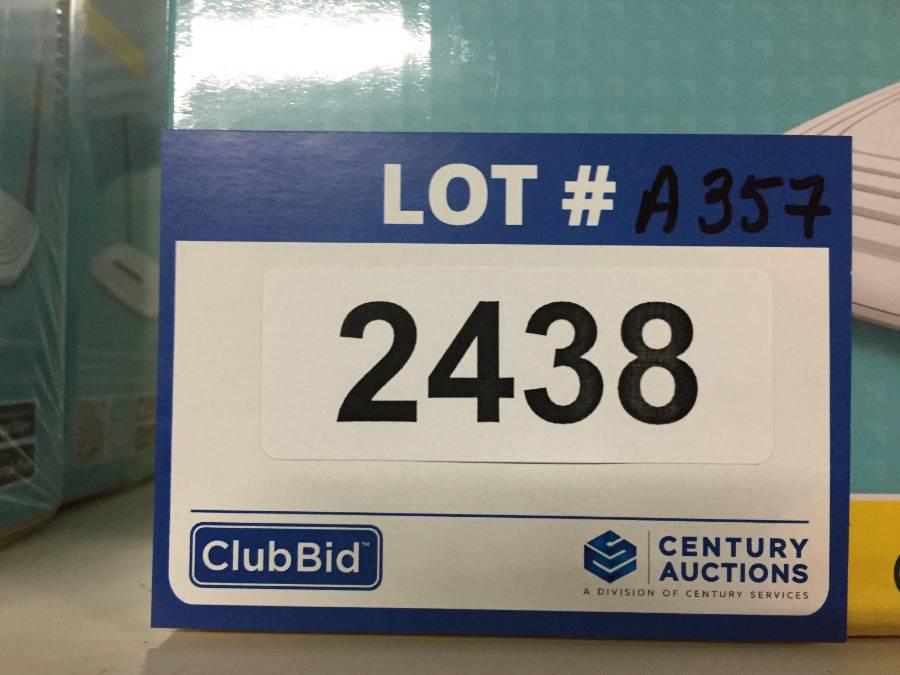 LOT # A357
2438
ClubBid™
CENTURY
AUCTIONS
A DIVISION OF CENTURY SERVICES